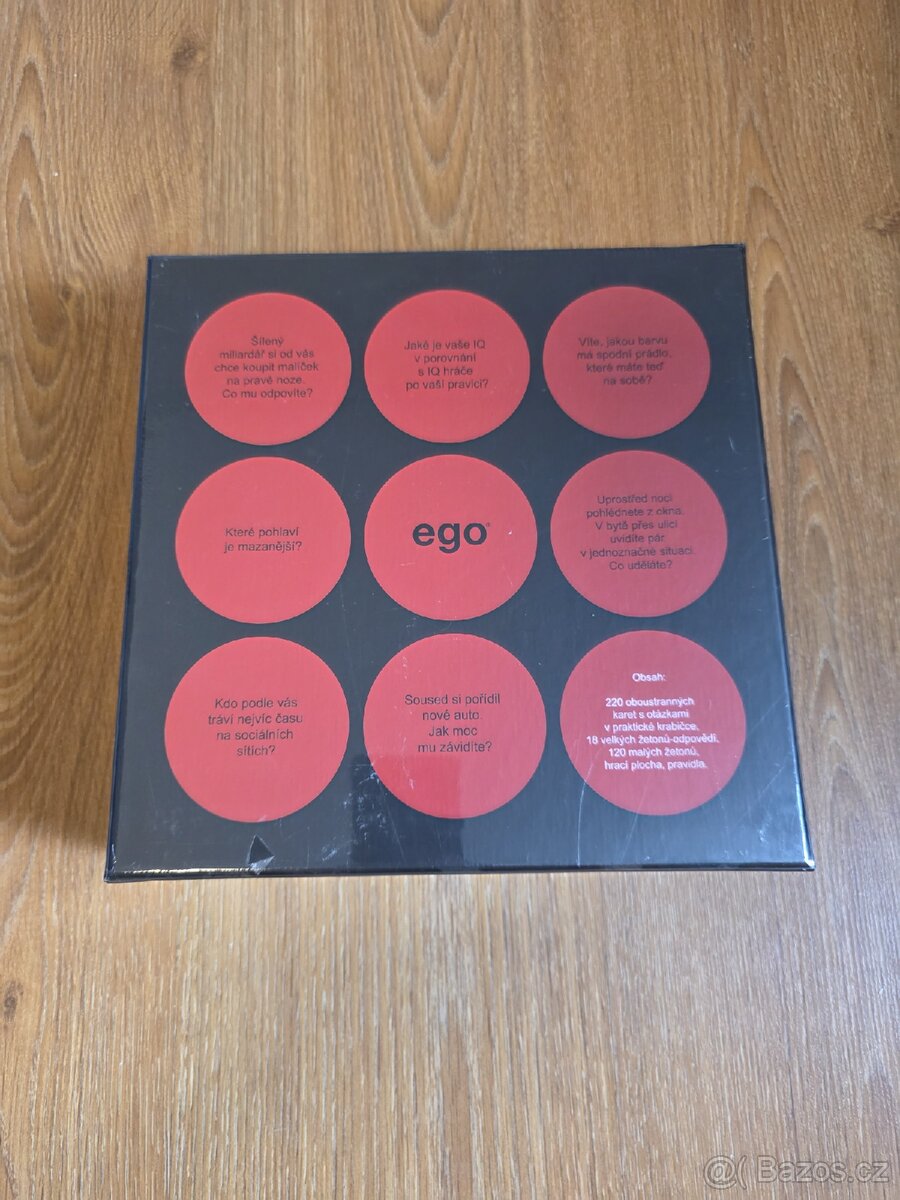 Šílený
miliardář si od vás
chce koupit malíček
na pravé noze.
Co mu odpovíte?
Jaké je vaše IQ
v porovnání
s IQ hráče
po vaší pravici?
Víte, jakou barvu
má spodní prádlo,
které máte teď
na sobě?
Které pohlaví
je mazanější?
ego®
Uprostřed noci
pohlédnete z okna.
V bytě přes ulici
uvidíte pár
v jednoznačné situaci.
Co uděláte?
Kdo podle vás
tráví nejvíc času
na sociálních
sítích?
Soused si pořídil
nové auto.
Jak moc
mu závidíte?
Obsah:
220 oboustranných
karet s otázkami
v praktické krabičce,
18 velkých žetonů-odpovědí,
120 malých žetonů,
hrací plocha, pravidla.
@( Bazos.cz